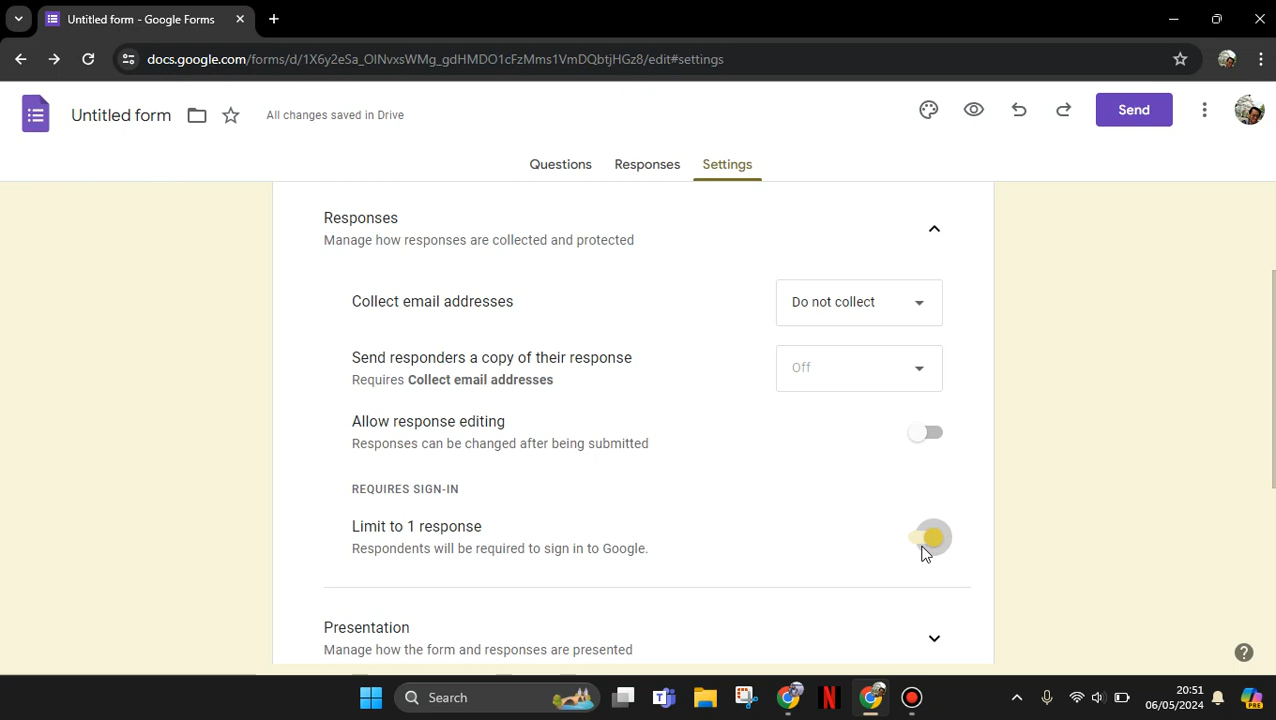 Untitled form - Google Forms
docs.google.com/forms/d/1X6y2eSa_OlNvxsWMg_gdHMDO1cFzMms1VmDQbtjHGz8/edit#settings
Untitled form
All changes saved in Drive
Send
Questions
Responses
Settings
Responses
Manage how responses are collected and protected
Collect email addresses
Do not collect
Send responders a copy of their response
Requires Collect email addresses
Off
Allow response editing
Responses can be changed after being submitted
REQUIRES SIGN-IN
Limit to 1 response
Respondents will be required to sign in to Google.
Presentation
Manage how the form and responses are presented
Search
20:51
06/05/2024
PRE